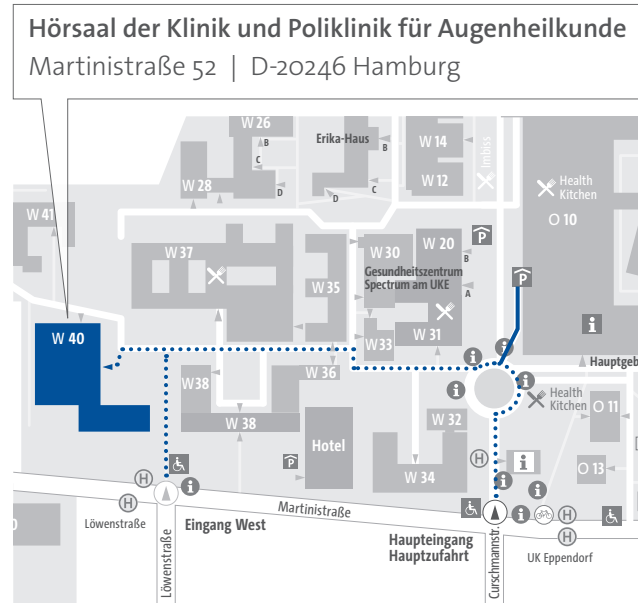 Hörsaal der Klinik und Poliklinik für Augenheilkunde
Martinistraße 52 | D-20246 Hamburg
W 26
B
C
D
Erika-Haus
B
C
D
W 14
W 12
Imbiss
Health
Kitchen
O 10
W 28
W 41
W 37
W 35
W 30
W 20
P
B
A
Gesundheitszentrum
Spectrum am UKE
P
i
W 40
W 33
W 31
i
i
Hauptgeb
W 38
W 36
i
i
Health
Kitchen
O 11
W 38
Hotel
W 32
W 34
P
H
i
O 13
H
i
i
i
H
Löwenstraße
Martinistraße
Eingang West
Löwenstraße
Haupteingang
Hauptzufahrt
Curschmannstr.
i
H
H
UK Eppendorf